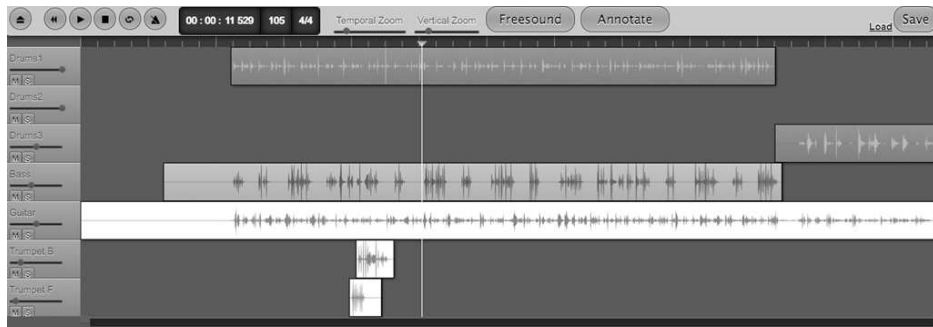 00 : 00 : 11 529 105 4/4 Temporal Zoom Vertical Zoom Freesound Annotate Load Save
Drums1
M S
Drums2
M S
Drums3
M S
Bass
M S
Guitar
M S
Trumpet B
M S
Trumpet F
M S